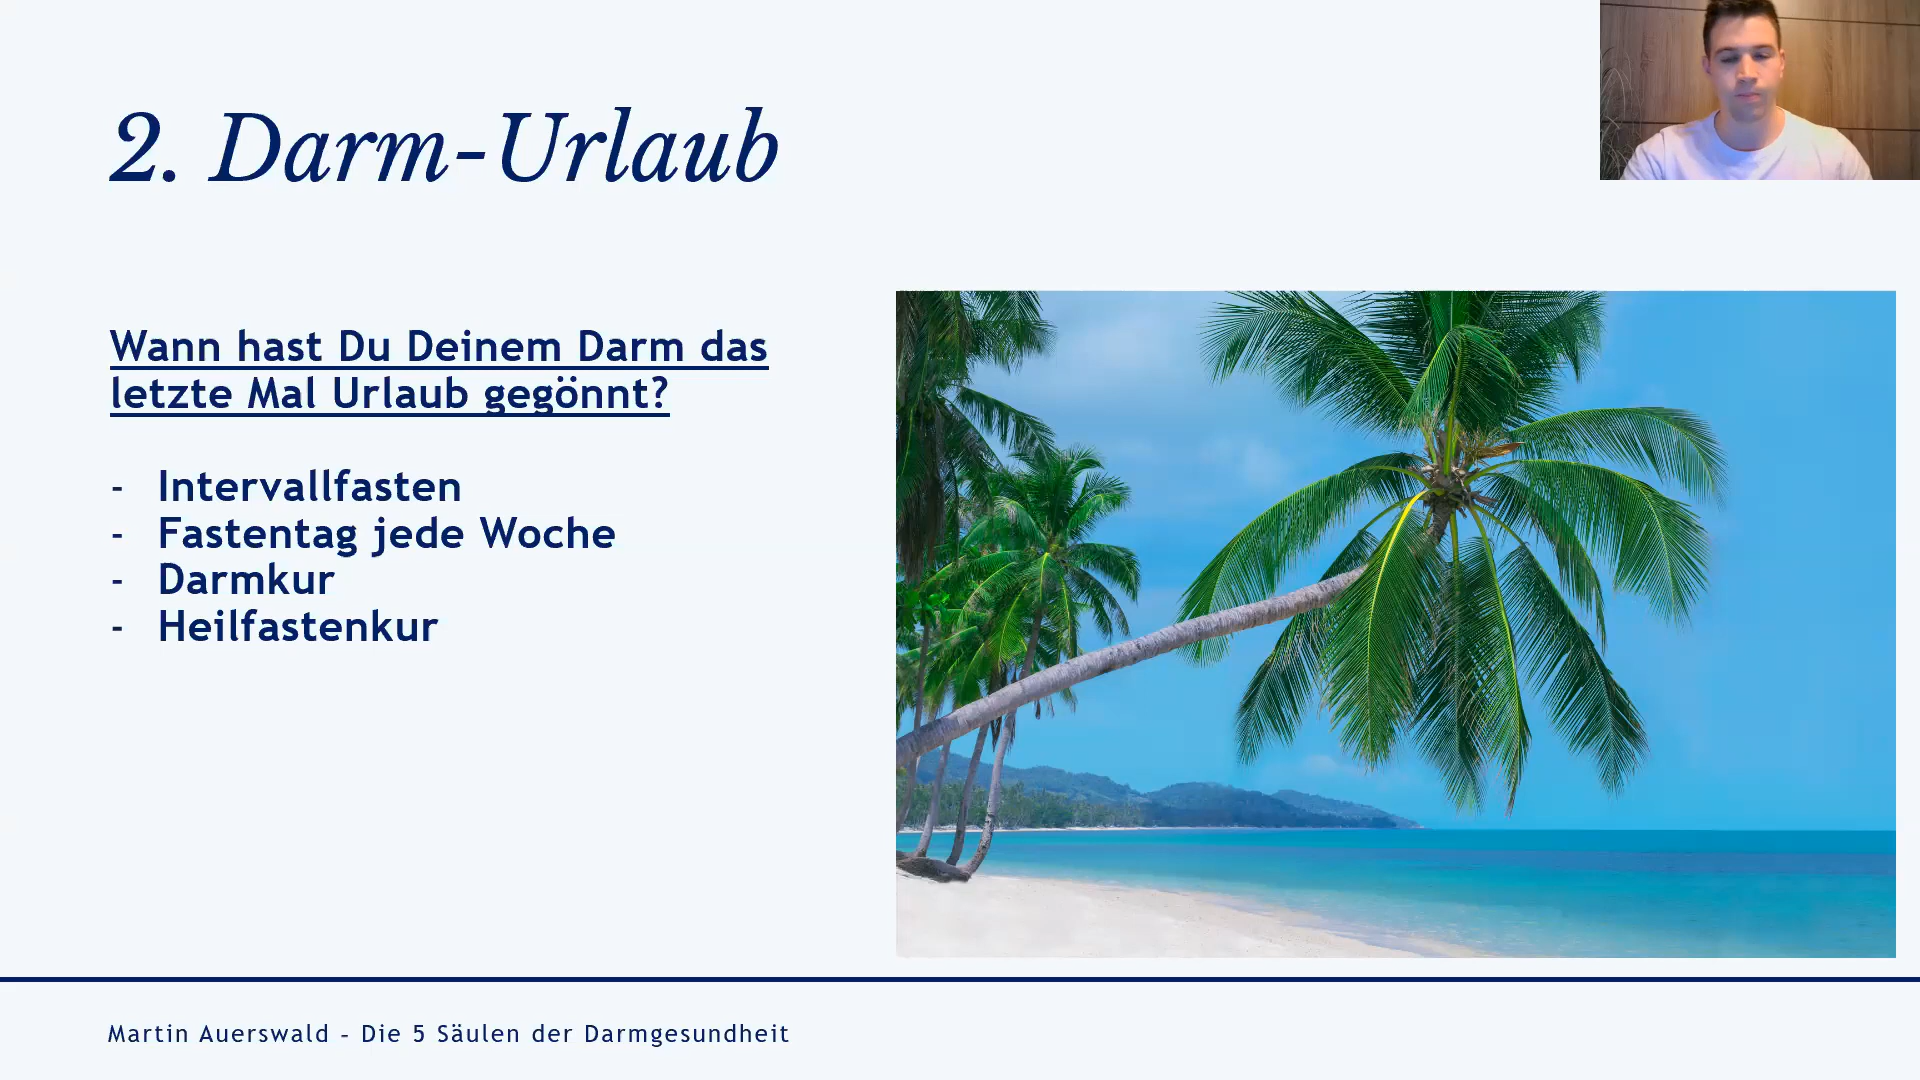 2. Darm-Urlaub
Wann hast Du Deinem Darm das
letzte Mal Urlaub gegönnt?
- Intervallfasten
- Fastentag jede Woche
- Darmkur
- Heilfastenkur
Martin Auerswald – Die 5 Säulen der Darmgesundheit